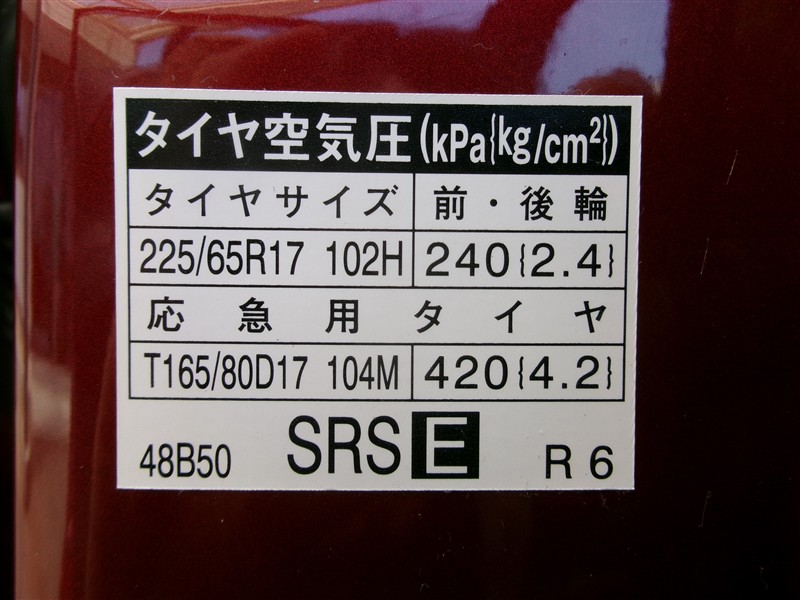 タイヤ空気圧(kPa{kg/cm²})
タイヤサイズ 前・後輪
225/65R17 102H 240{2.4}
応急用タイヤ
T165/80D17 104M 420{4.2}
48B50 SRS E R6